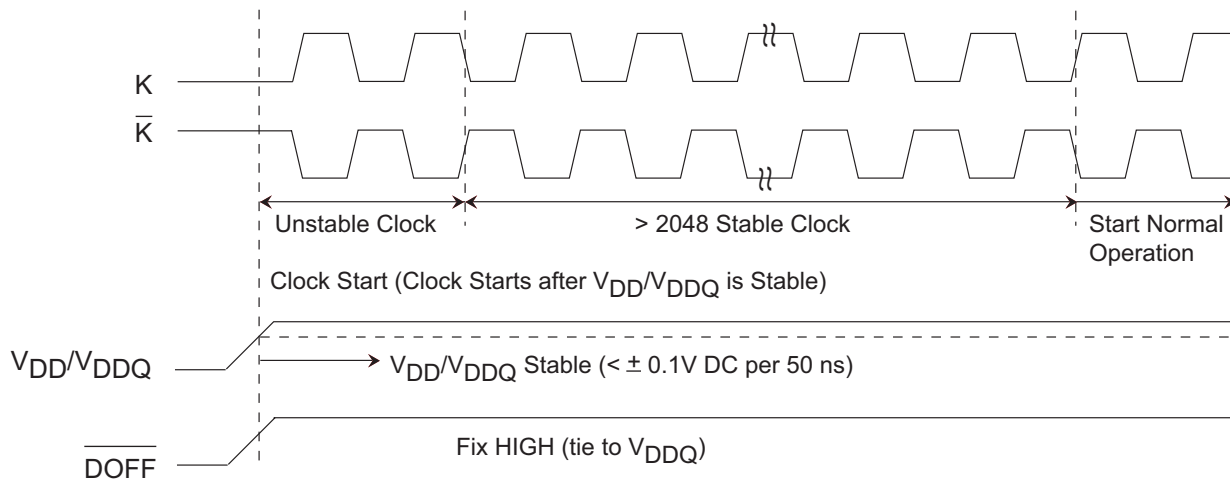 K
K̅
Unstable Clock
> 2048 Stable Clock
Start Normal
Operation
Clock Start (Clock Starts after VDD/VDDQ is Stable)
VDD/VDDQ
VDD/VDDQ Stable (< ± 0.1V DC per 50 ns)
DOFF
Fix HIGH (tie to VDDQ)